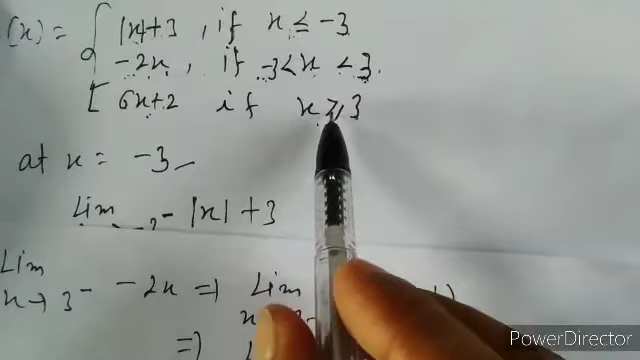 (x) = { |x|+3 , if x ≤ -3
-2x , if -3<x <3.
6x+2 if x ≥ 3
at x = -3
Lim - |x| + 3
Lim
x→3⁻ -2x ⇒ Lim
⇒
PowerDirector